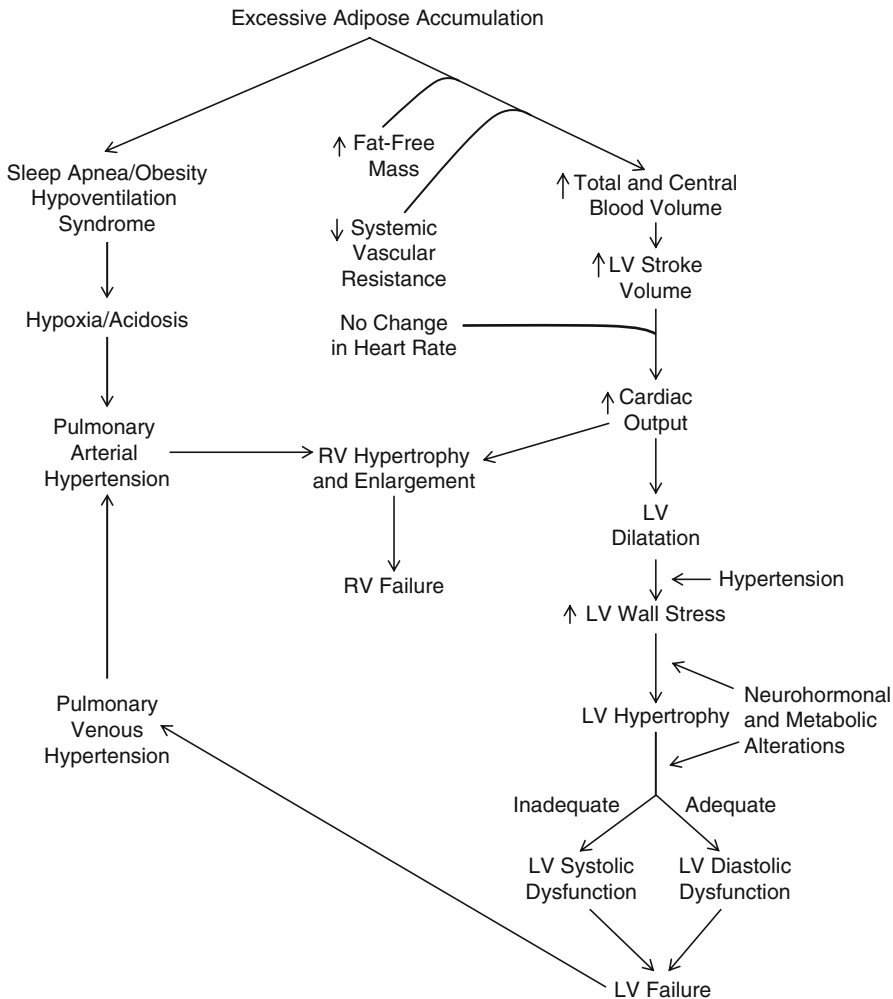 Excessive Adipose Accumulation
↑ Fat-Free
Mass
Sleep Apnea/Obesity
Hypoventilation
Syndrome
↑ Total and Central
Blood Volume
↓ Systemic
Vascular
Resistance
↑ LV Stroke
Volume
Hypoxia/Acidosis
No Change
in Heart Rate
↑ Cardiac
Output
Pulmonary
Arterial
Hypertension
RV Hypertrophy
and Enlargement
LV
Dilatation
RV Failure
Hypertension
↑ LV Wall Stress
Pulmonary
Venous
Hypertension
LV Hypertrophy
Neurohormonal
and Metabolic
Alterations
Inadequate
Adequate
LV Systolic
Dysfunction
LV Diastolic
Dysfunction
LV Failure